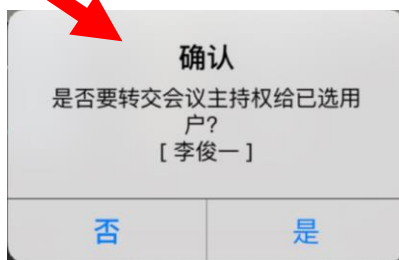 确认
是否要转交会议主持权给已选用
户?
[ 李俊一 ]
否
是